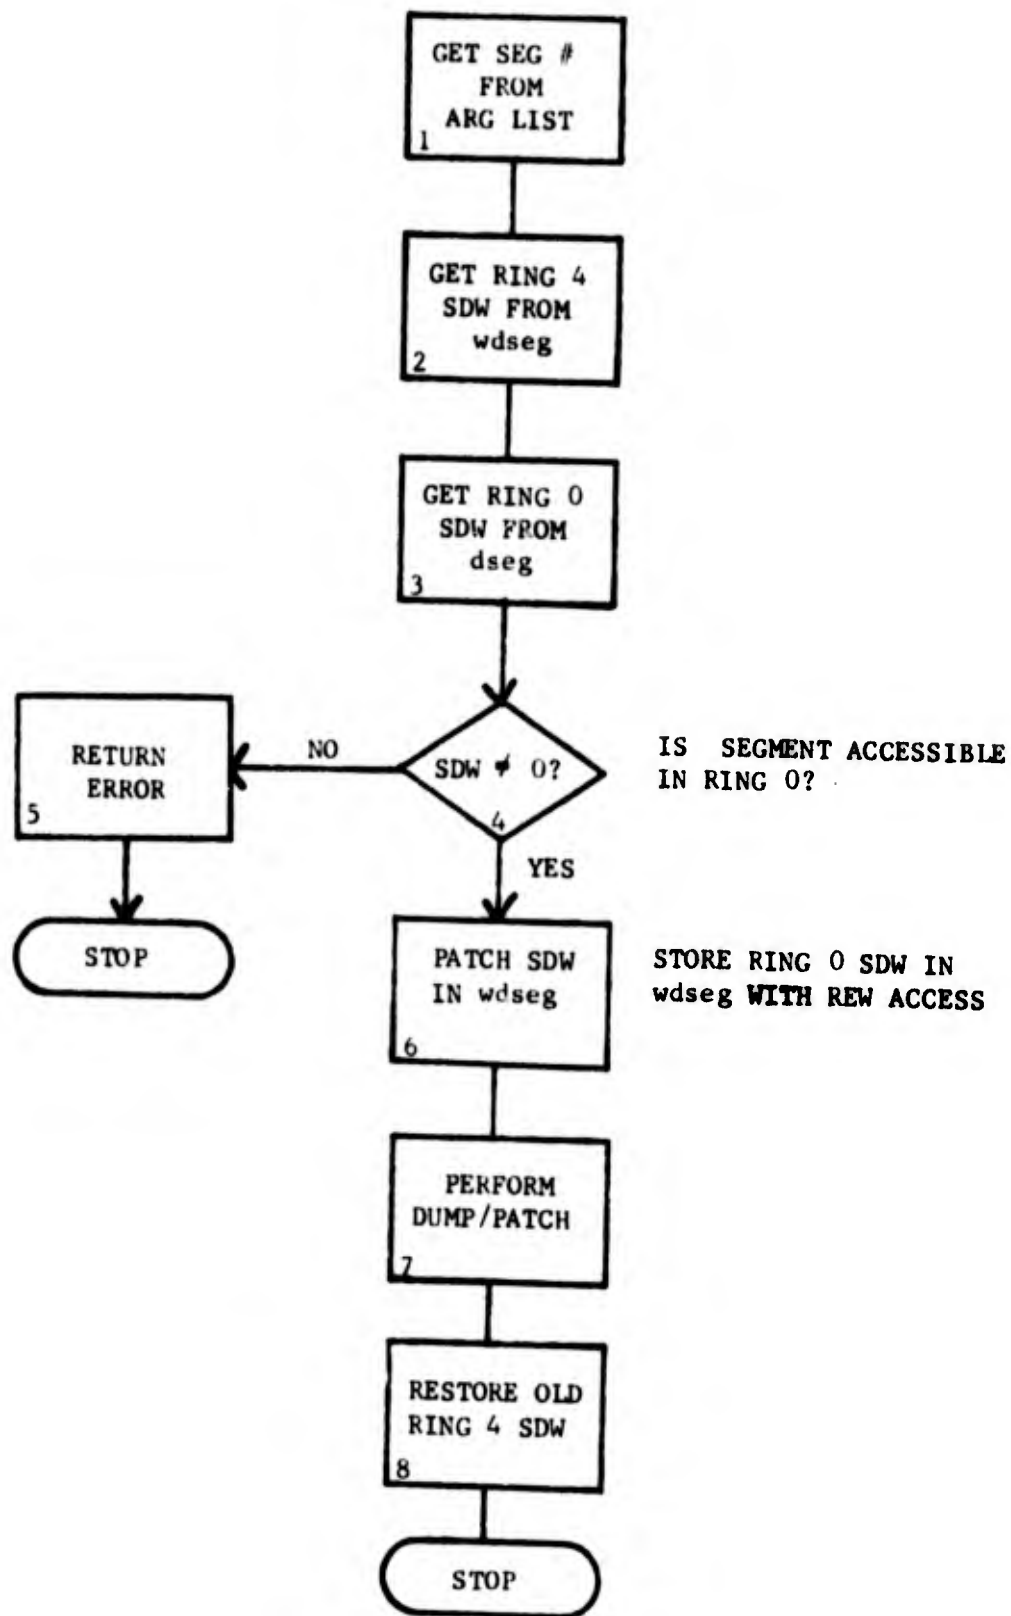 GET SEG #
FROM
ARG LIST
1
GET RING 4
SDW FROM
wdseg
2
GET RING 0
SDW FROM
dseg
3
SDW ≠ 0?
4
IS SEGMENT ACCESSIBLE
IN RING 0?
NO
RETURN
ERROR
5
STOP
YES
PATCH SDW
IN wdseg
6
STORE RING 0 SDW IN
wdseg WITH REW ACCESS
PERFORM
DUMP/PATCH
7
RESTORE OLD
RING 4 SDW
8
STOP